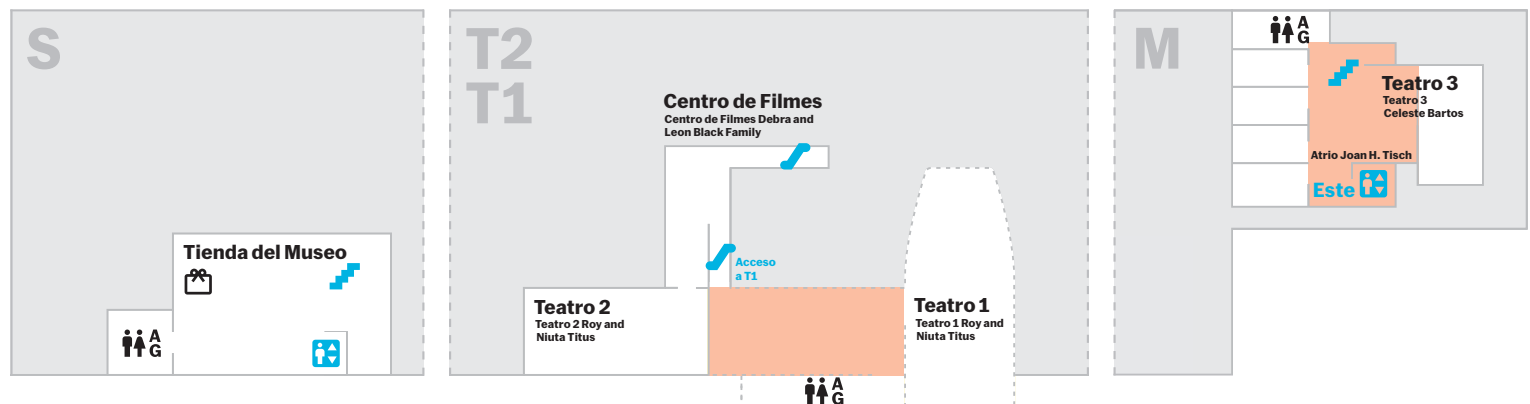 S
Tienda del Museo
A
G
T2
T1
Centro de Filmes
Centro de Filmes Debra and
Leon Black Family
Acceso
a T1
Teatro 2
Teatro 2 Roy and
Niuta Titus
Teatro 1
Teatro 1 Roy and
Niuta Titus
A
G
M
A
G
Teatro 3
Teatro 3
Celeste Bartos
Atrio Joan H. Tisch
Este